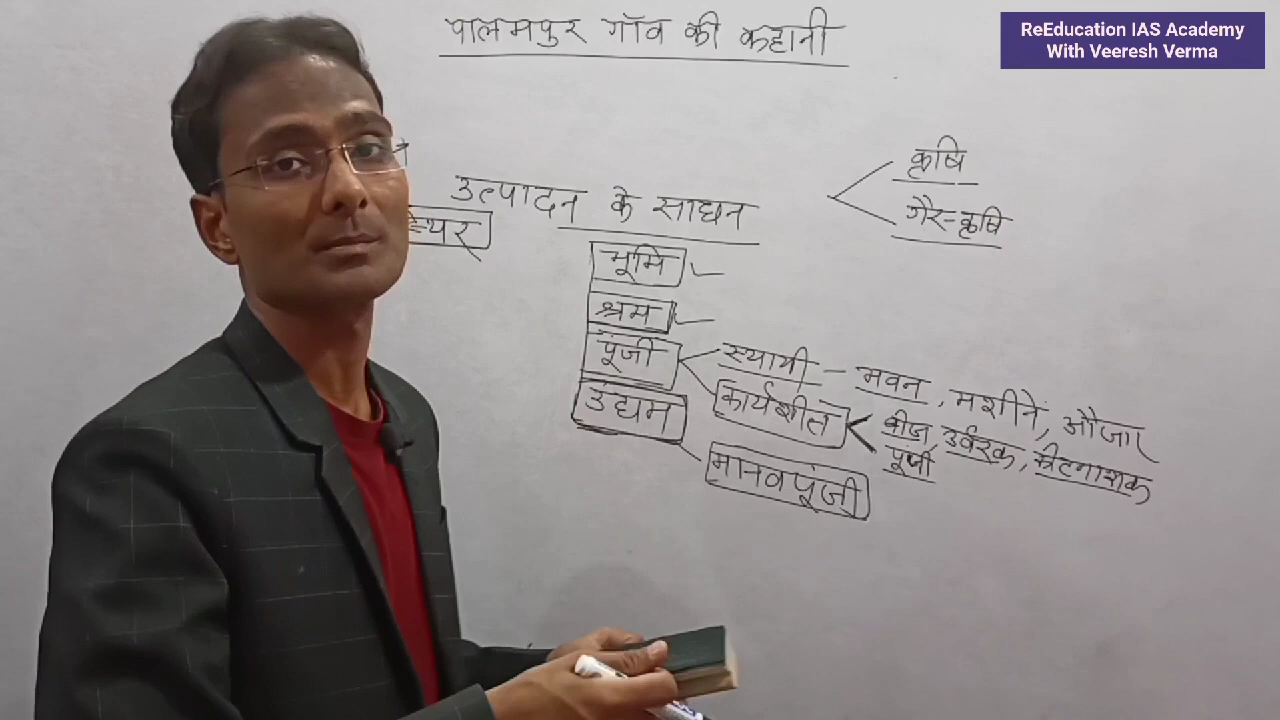 पालमपुर गाँव की कहानी
ReEducation IAS Academy
With Veeresh Verma
कृषि
गैर-कृषि
उत्पादन के साधन
भूमि
श्रम
पूंजी
स्थायी - भवन, मशीनें, औजार
कार्यशील
बीज, उर्वरक, कीटनाशक
पूंजी
उद्यम
मानवपूंजी